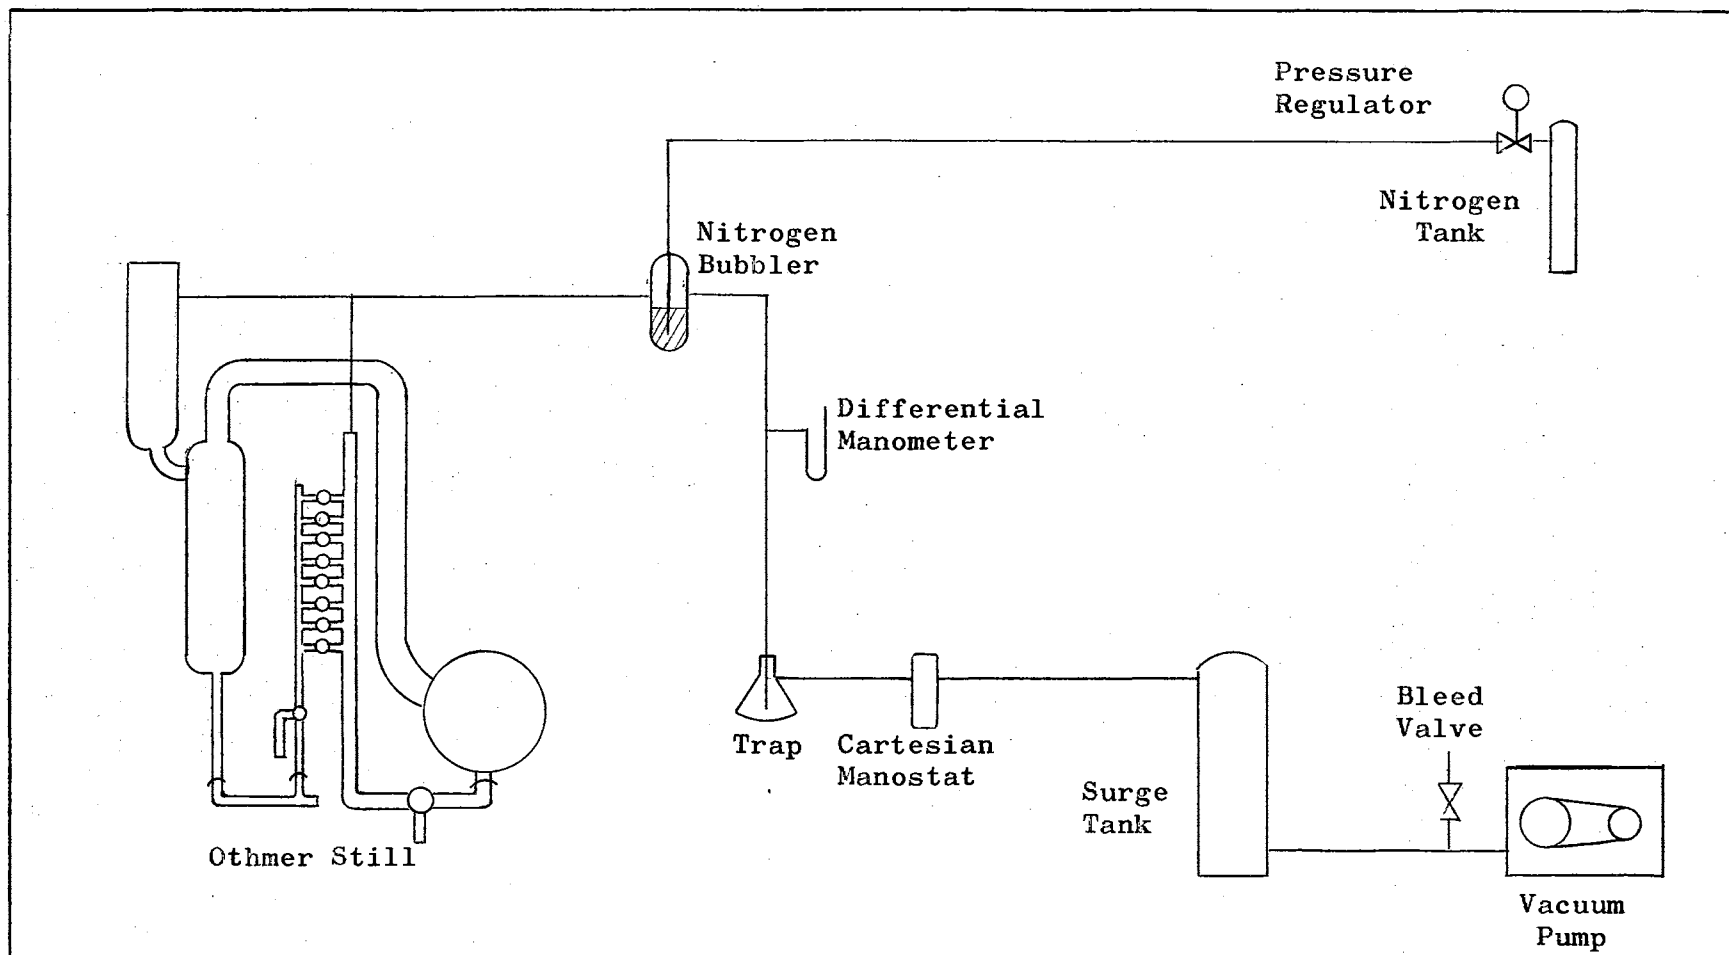 Pressure
Regulator
Nitrogen
Tank
Nitrogen
Bubbler
Differential
Manometer
Trap
Cartesian
Manostat
Bleed
Valve
Surge
Tank
Othmer Still
Vacuum
Pump